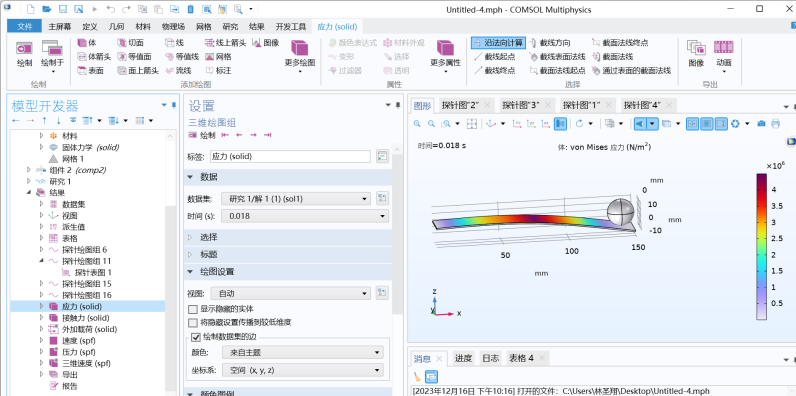 Untitled-4.mph - COMSOL Multiphysics
文件 主屏幕 定义 几何 材料 物理场 网格 研究 结果 开发工具 应力 (solid)
绘制 绘制于
绘制
体 切面 线 线上箭头 图像
体箭头 等值面 等值线 网格
表面 面上箭头 流线 标注
更多绘图
添加绘图
颜色表达式 材料外观
变形 选择
过滤器 透明
更多属性
属性
沿法向计算 截线方向 截面法线终点
截线起点 截线表面法线 截面法线起点
截线终点 截面法线 通过表面的截面法线
选择
图像 动画
导出
模型开发器
材料
固体力学 (solid)
网格 1
组件 2 (comp2)
研究 1
结果
数据集
视图
派生值
表格
探针绘图组 6
探针绘图组 11
探针表图 1
探针绘图组 15
探针绘图组 16
应力 (solid)
接触力 (solid)
外加载荷 (solid)
速度 (spf)
压力 (spf)
三维速度 (spf)
导出
报告
设置
三维绘图组
绘制
标签: 应力 (solid)
数据
数据集: 研究 1/解 1 (1) (sol1)
时间 (s): 0.018
选择
标题
绘图设置
视图: 自动
显示隐藏的实体
将隐藏设置传播到较低维度
绘制数据集的边
颜色: 来自主题
坐标系: 空间 (x, y, z)
颜色图例
图形 探针图"2" 探针图"3" 探针图"1" 探针图"4"
时间=0.018 s
体: von Mises 应力 (N/m²)
mm
0
10
0
-10
mm
50
100
150
mm
×10⁶
4.5
4
3.5
3
2.5
2
1.5
1
0.5
z
y
x
消息 进度 日志 表格 4
[2023年12月16日 下午10:16] 打开的文件: C:\Users\林圣翔\Desktop\Untitled-4.mph